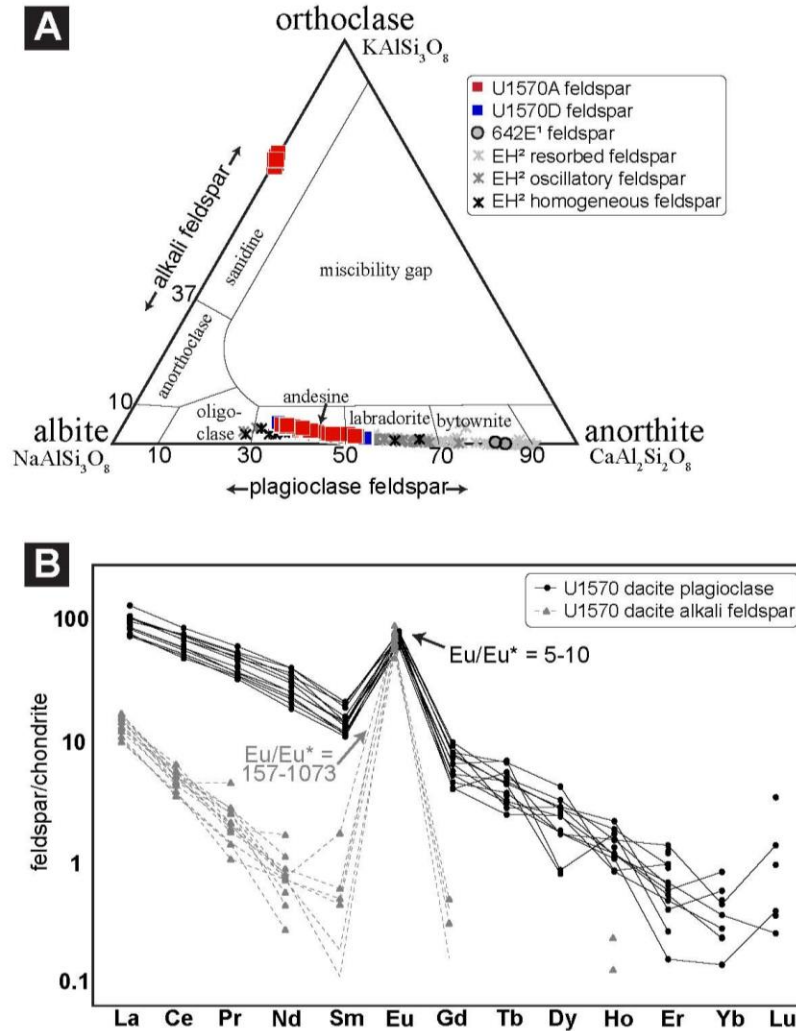 A
orthoclase
KAlSi₃O₈
U1570A feldspar
U1570D feldspar
642E¹ feldspar
EH² resorbed feldspar
EH² oscillatory feldspar
EH² homogeneous feldspar
alkali feldspar
sanidine
miscibility gap
37
anorthoclase
10
oligo-
clase
andesine
labradorite
bytownite
albite
NaAlSi₃O₈
anorthite
CaAl₂Si₂O₈
10
30
50
70
90
plagioclase feldspar
B
U1570 dacite plagioclase
U1570 dacite alkali feldspar
Eu/Eu* = 5-10
Eu/Eu* =
157-1073
feldspar/chondrite
100
10
1
0.1
La Ce Pr Nd Sm Eu Gd Tb Dy Ho Er Yb Lu